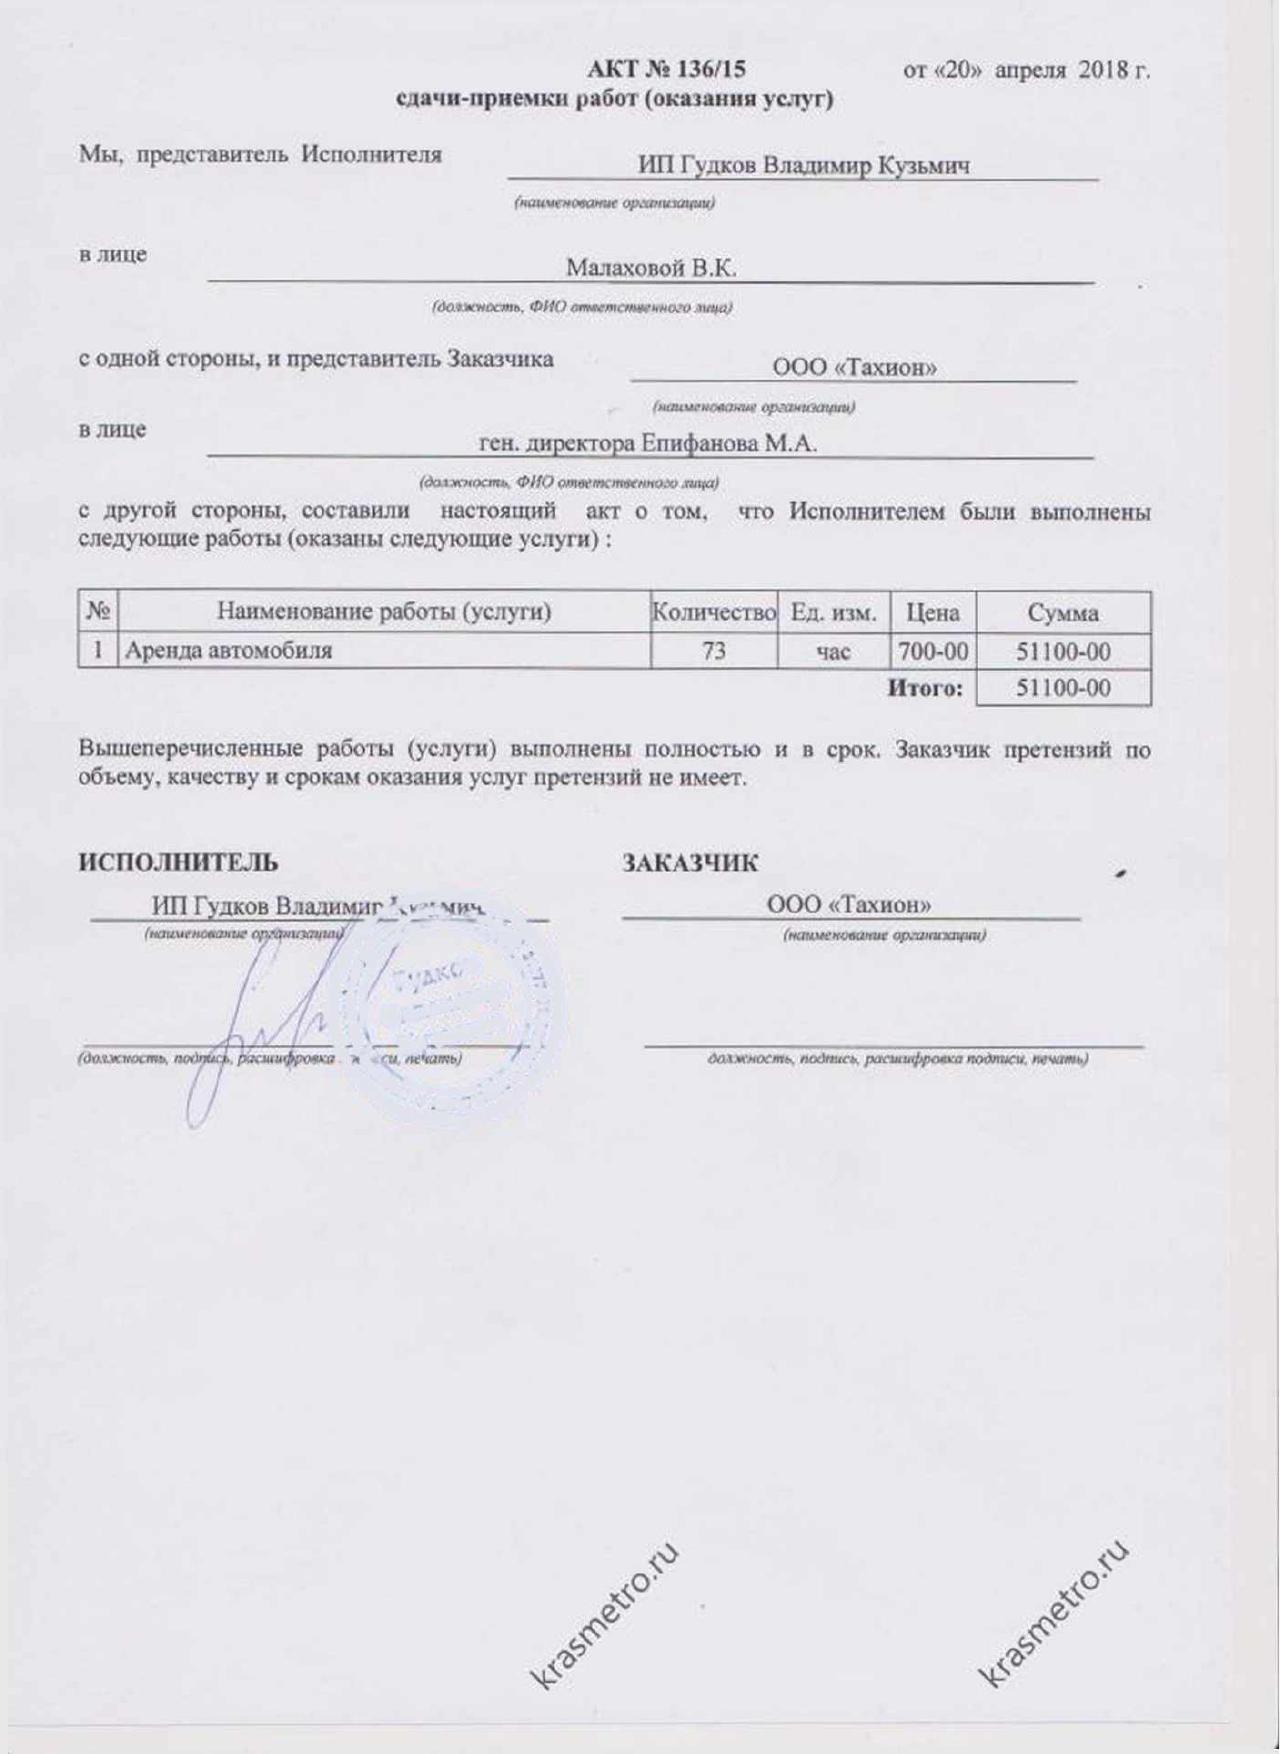 АКТ № 136/15 от «20» апреля 2018 г.
сдачи-приемки работ (оказания услуг)
Мы, представитель Исполнителя ИП Гудков Владимир Кузьмич
(наименование организации)
в лице Малаховой В.К.
(должность, ФИО ответственного лица)
с одной стороны, и представитель Заказчика ООО «Тахион»
(наименование организации)
в лице ген. директора Епифанова М.А.
(должность, ФИО ответственного лица)
с другой стороны, составили настоящий акт о том, что Исполнителем были выполнены
следующие работы (оказаны следующие услуги) :
№ Наименование работы (услуги) Количество Ед. изм. Цена Сумма
1 Аренда автомобиля 73 час 700-00 51100-00
Итого: 51100-00
Вышеперечисленные работы (услуги) выполнены полностью и в срок. Заказчик претензий по
объему, качеству и срокам оказания услуг претензий не имеет.
ИСПОЛНИТЕЛЬ ЗАКАЗЧИК
ИП Гудков Владимир Кузьмич ООО «Тахион»
(наименование организации) (наименование организации)
(должность, подпись, расшифровка подписи, печать) должность, подпись, расшифровка подписи, печать)
krasmetro.ru krasmetro.ru